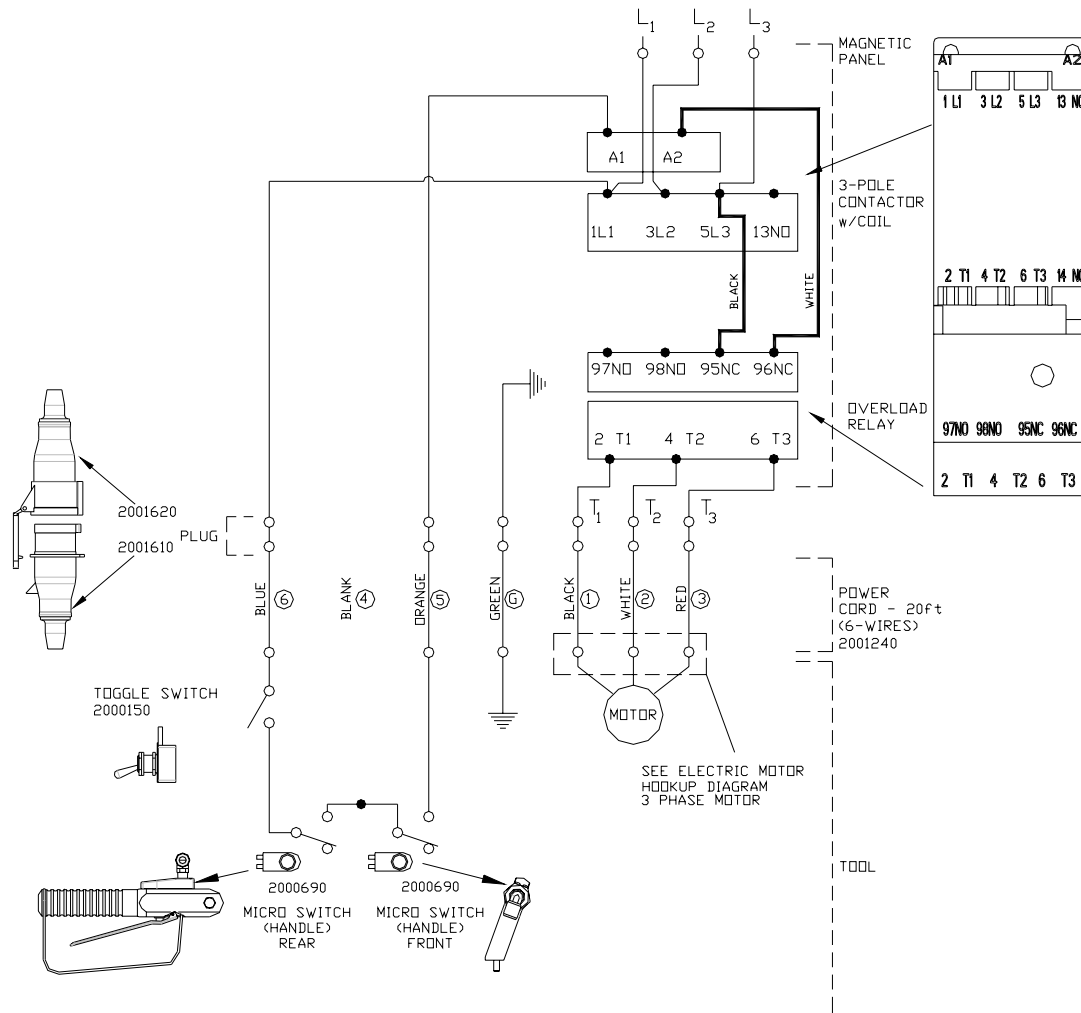 L1 L2 L3
MAGNETIC
PANEL
A1 A2
1 L1 3 L2 5 L3 13 NO
A1 A2
3-POLE
CONTACTOR
w/COIL
1L1 3L2 5L3 13NO
BLACK
WHITE
2 T1 4 T2 6 T3 14 NO
97NO 98NO 95NC 96NC
OVERLOAD
RELAY
97NO 98NO 95NC 96NC
2 T1 4 T2 6 T3
2 T1 4 T2 6 T3
2001620
2001610
PLUG
T1 T2 T3
BLUE 6
BLANK 4
ORANGE 5
GREEN G
BLACK 1
WHITE 2
RED 3
POWER
CORD - 20ft
(6-WIRES)
2001240
TOGGLE SWITCH
2000150
MOTOR
SEE ELECTRIC MOTOR
HOOKUP DIAGRAM
3 PHASE MOTOR
TOOL
2000690
MICRO SWITCH
(HANDLE)
REAR
2000690
MICRO SWITCH
(HANDLE)
FRONT